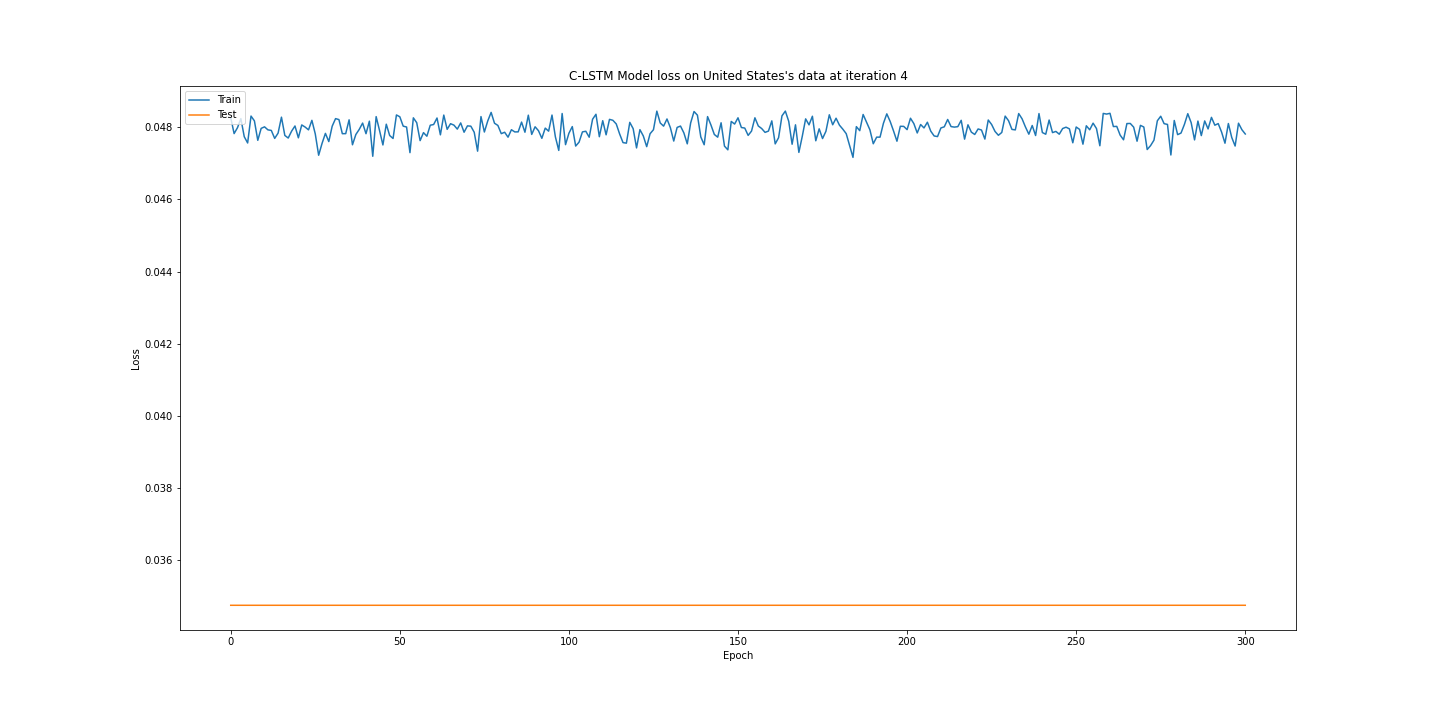 C-LSTM Model loss on United States's data at iteration 4
Train
Test
0.048
0.046
0.044
0.042
0.040
0.038
0.036
Loss
0 50 100 150 200 250 300
Epoch